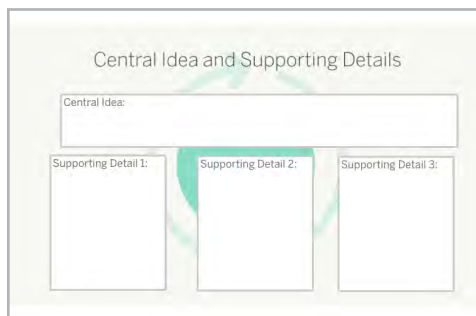 Central Idea and Supporting Details
Central Idea:
Supporting Detail 1:
Supporting Detail 2:
Supporting Detail 3: